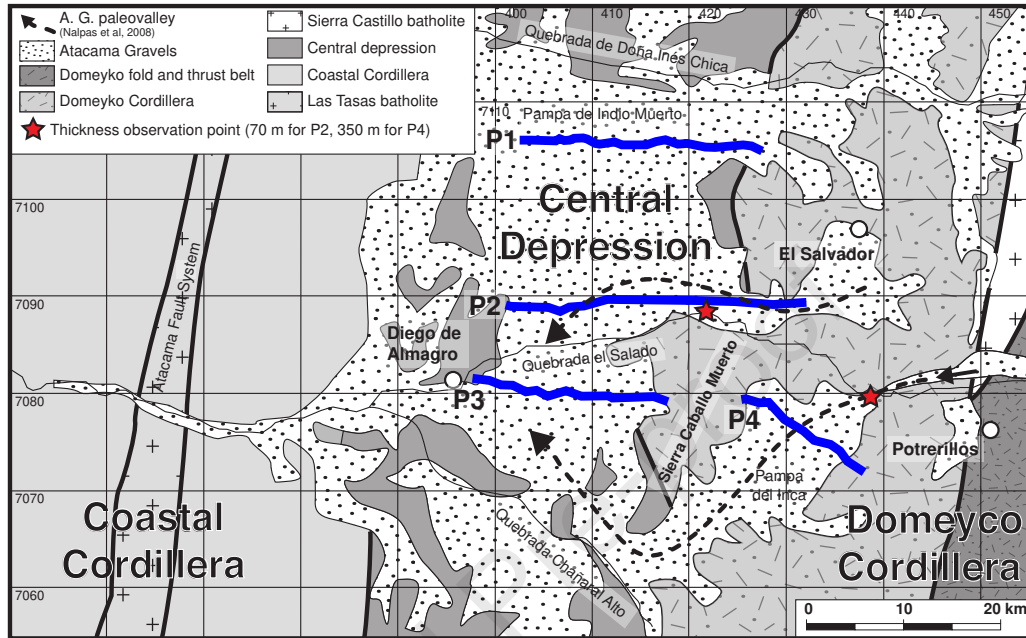 A. G. paleovalley
(Nalpas et al, 2008)
Atacama Gravels
Domeyko fold and thrust belt
Domeyko Cordillera
Sierra Castillo batholite
Central depression
Coastal Cordillera
Las Tasas batholite
Thickness observation point (70 m for P2, 350 m for P4)
400
410
420
430
440
450
Quebrada de Doña Inés Chica
7110
Pampa de Indio Muerto
P1
7100
Central
Depression
El Salvador
Atacama Fault-System
7090
P2
Diego de
Almagro
Quebrada el Salado
Sierra Caballo Muerto
7080
P3
P4
Potrerillos
Pampa
del Inca
7070
Coastal
Cordillera
Quebrada Chañaral Alto
Domeyco
Cordillera
7060
0 10 20 km